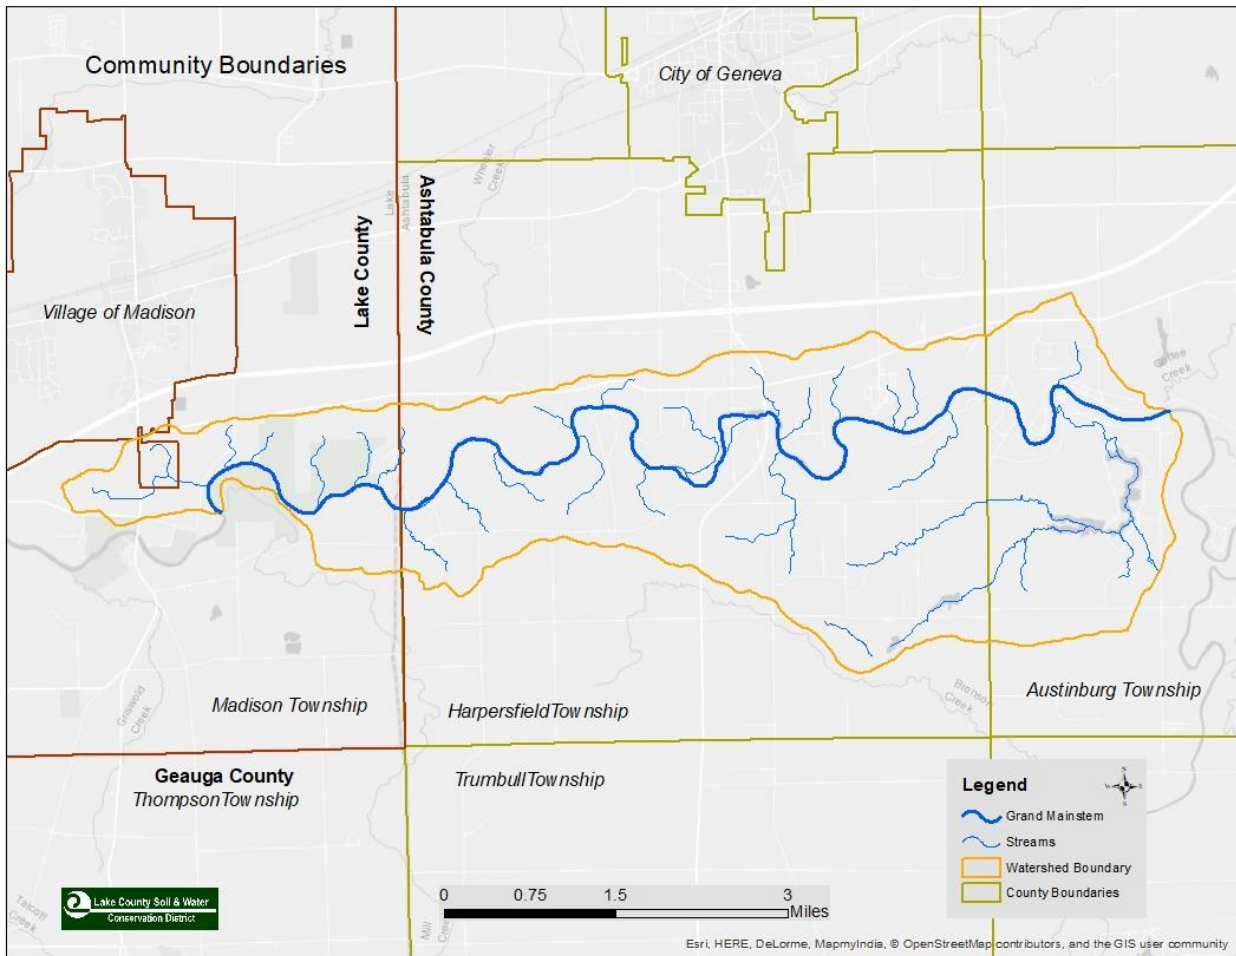 Community Boundaries
City of Geneva
Wheeler
Creek
Lake
Ashtabula
Lake County
Ashtabula County
Village of Madison
Coffee
Creek
Griswold
Creek
Madison Township
Harpersfield Township
Bronson
Creek
Austinburg Township
Geauga County
Thompson Township
Trumbull Township
Legend
N
W
E
S
Grand Mainstem
Streams
Watershed Boundary
County Boundaries
Talcott
Creek
Lake County Soil & Water
Conservation District
Mill
Creek
0 0.75 1.5 3
Miles
Esri, HERE, DeLorme, MapmyIndia, © OpenStreetMap contributors, and the GIS user community